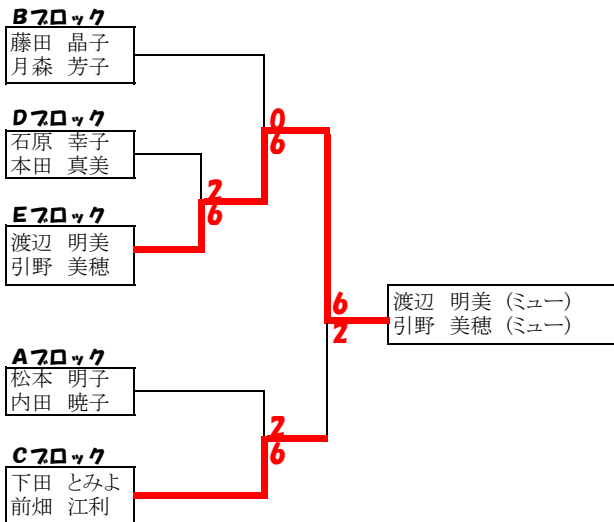 Bブロック
藤田 晶子
月森 芳子
Dブロック
石原 幸子
本田 真美
Eブロック
渡辺 明美
引野 美穂
Aブロック
松本 明子
内田 暁子
Cブロック
下田 とみよ
前畑 江利
2
6
0
6
2
6
6
2
渡辺 明美 (ミュー)
引野 美穂 (ミュー)